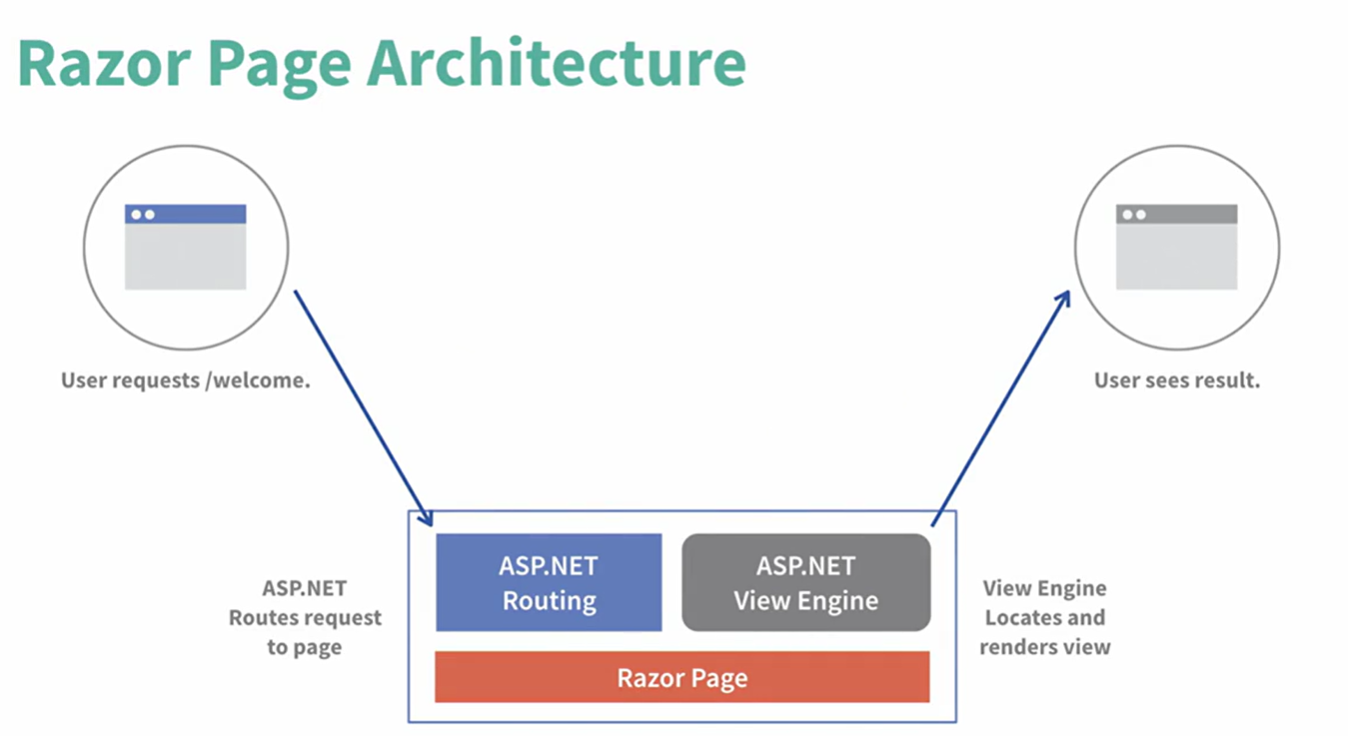 Razor Page Architecture
User requests /welcome.
User sees result.
ASP.NET
Routes request
to page
ASP.NET
Routing
ASP.NET
View Engine
Razor Page
View Engine
Locates and
renders view